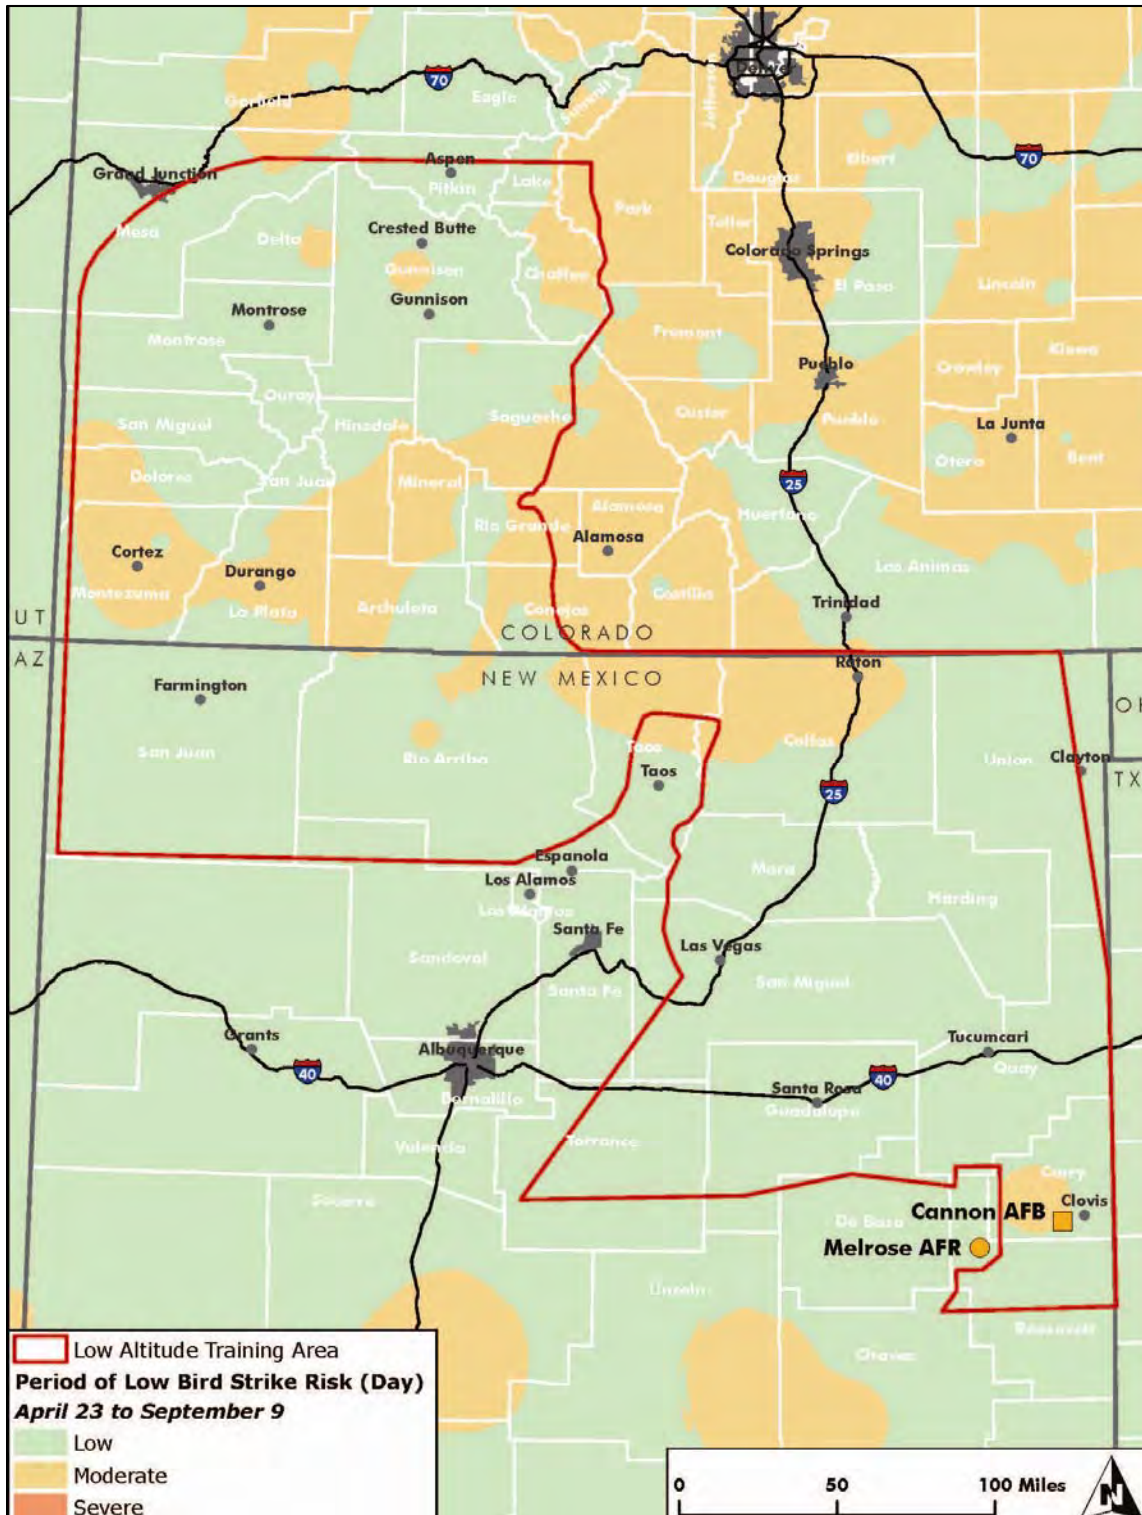 Denver
70
Garfield
Eagle
Summit
Jefferson
Elbert
70
Aspen
Grand Junction
Pitkin
Lake
Douglas
Park
Teller
Mesa
Delta
Crested Butte
Gunnison
Chaffee
Colorado Springs
El Paso
Lincoln
Montrose
Gunnison
Montrose
Fremont
Kiowa
Crowley
Pueblo
Ouray
Hinsdale
Saguache
Custer
Pueblo
La Junta
San Miguel
Otero
Bent
Dolores
San Juan
Mineral
25
Rio Grande
Alamosa
Huerfano
Alamosa
Cortez
Durango
Las Animas
Montezuma
La Plata
Archuleta
Conejos
Costilla
Trinidad
UT
COLORADO
AZ
NEW MEXICO
Raton
Farmington
OK
San Juan
Rio Arriba
Taos
Colfax
Union
Clayton
Taos
25
TX
Espanola
Mora
Los Alamos
Los Alamos
Harding
Santa Fe
Las Vegas
Sandoval
Santa Fe
San Miguel
Grants
Albuquerque
Tucumcari
40
Quay
Bernalillo
Santa Rosa
40
Guadalupe
Valencia
Torrance
Socorro
Curry
Cannon AFB
Clovis
De Baca
Melrose AFR
Lincoln
Roosevelt
Chaves
Low Altitude Training Area
Period of Low Bird Strike Risk (Day)
April 23 to September 9
Low
Moderate
Severe
0 50 100 Miles
N